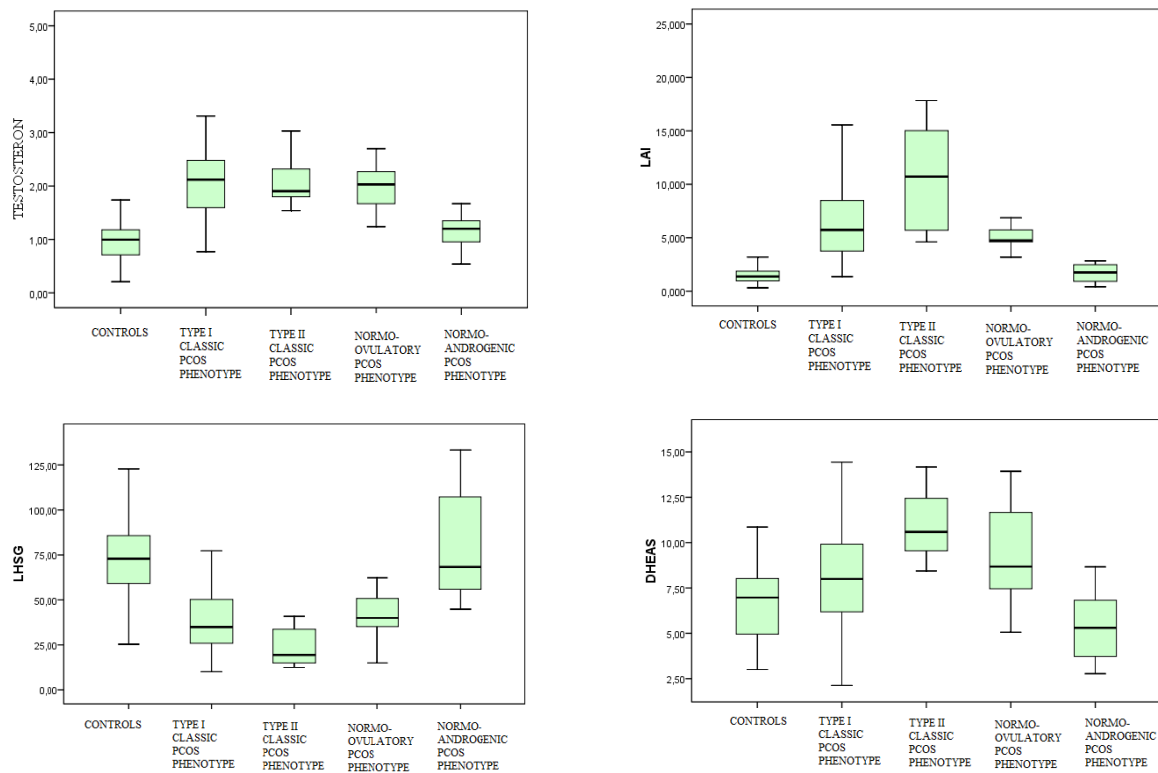 5,00
4,00
3,00
2,00
1,00
0,00
TESTOSTERON
CONTROLS
TYPE I
CLASSIC
PCOS
PHENOTYPE
TYPE II
CLASSIC
PCOS
PHENOTYPE
NORMO-
OVULATORY
PCOS
PHENOTYPE
NORMO-
ANDROGENIC
PCOS
PHENOTYPE
25,000
20,000
15,000
10,000
5,000
0,000
LAI
CONTROLS
TYPE I
CLASSIC
PCOS
PHENOTYPE
TYPE II
CLASSIC
PCOS
PHENOTYPE
NORMO-
OVULATORY
PCOS
PHENOTYPE
NORMO-
ANDROGENIC
PCOS
PHENOTYPE
125,00
100,00
75,00
50,00
25,00
0,00
LHSG
CONTROLS
TYPE I
CLASSIC
PCOS
PHENOTYPE
TYPE II
CLASSIC
PCOS
PHENOTYPE
NORMO-
OVULATORY
PCOS
PHENOTYPE
NORMO-
ANDROGENIC
PCOS
PHENOTYPE
15,00
12,50
10,00
7,50
5,00
2,50
DHEAS
CONTROLS
TYPE I
CLASSIC
PCOS
PHENOTYPE
TYPE II
CLASSIC
PCOS
PHENOTYPE
NORMO-
OVULATORY
PCOS
PHENOTYPE
NORMO-
ANDROGENIC
PCOS
PHENOTYPE